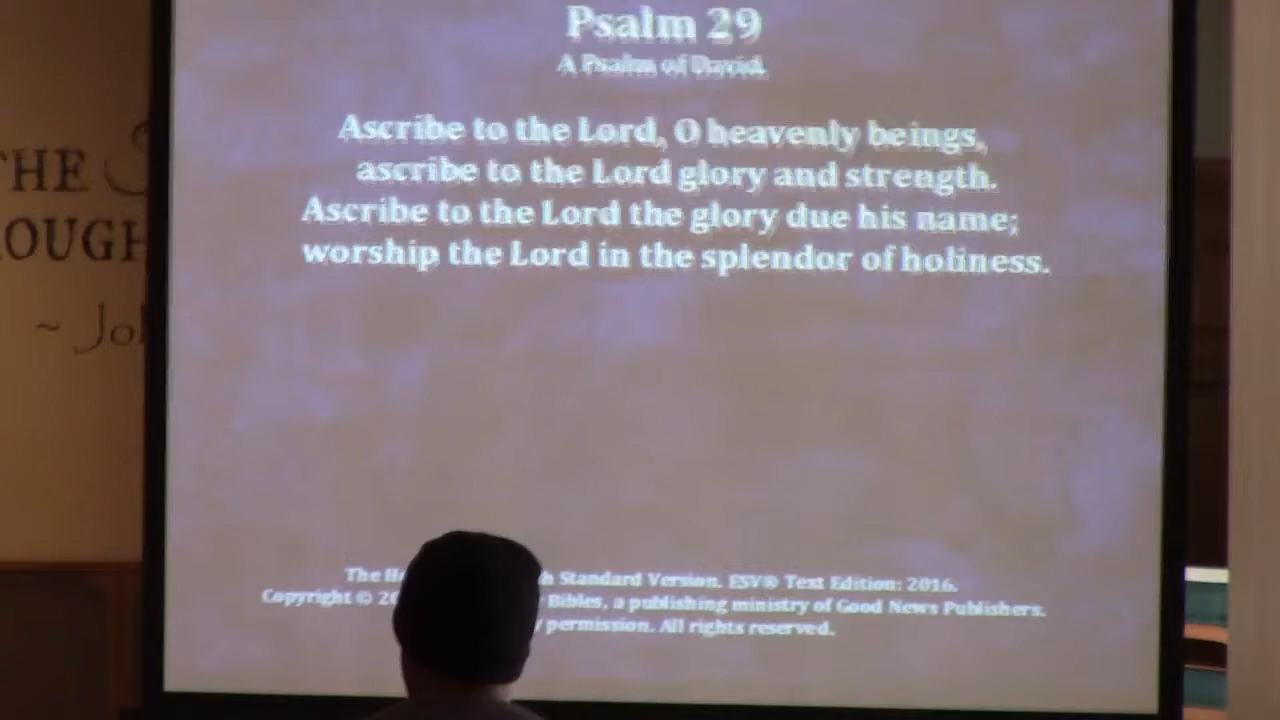 THE S
OUGH
~ Joh
Psalm 29
A Psalm of David.
Ascribe to the Lord, O heavenly beings,
ascribe to the Lord glory and strength.
Ascribe to the Lord the glory due his name;
worship the Lord in the splendor of holiness.
The H h Standard Version. ESV® Text Edition: 2016.
Copyright © 20 Bibles, a publishing ministry of Good News Publishers.
y permission. All rights reserved.